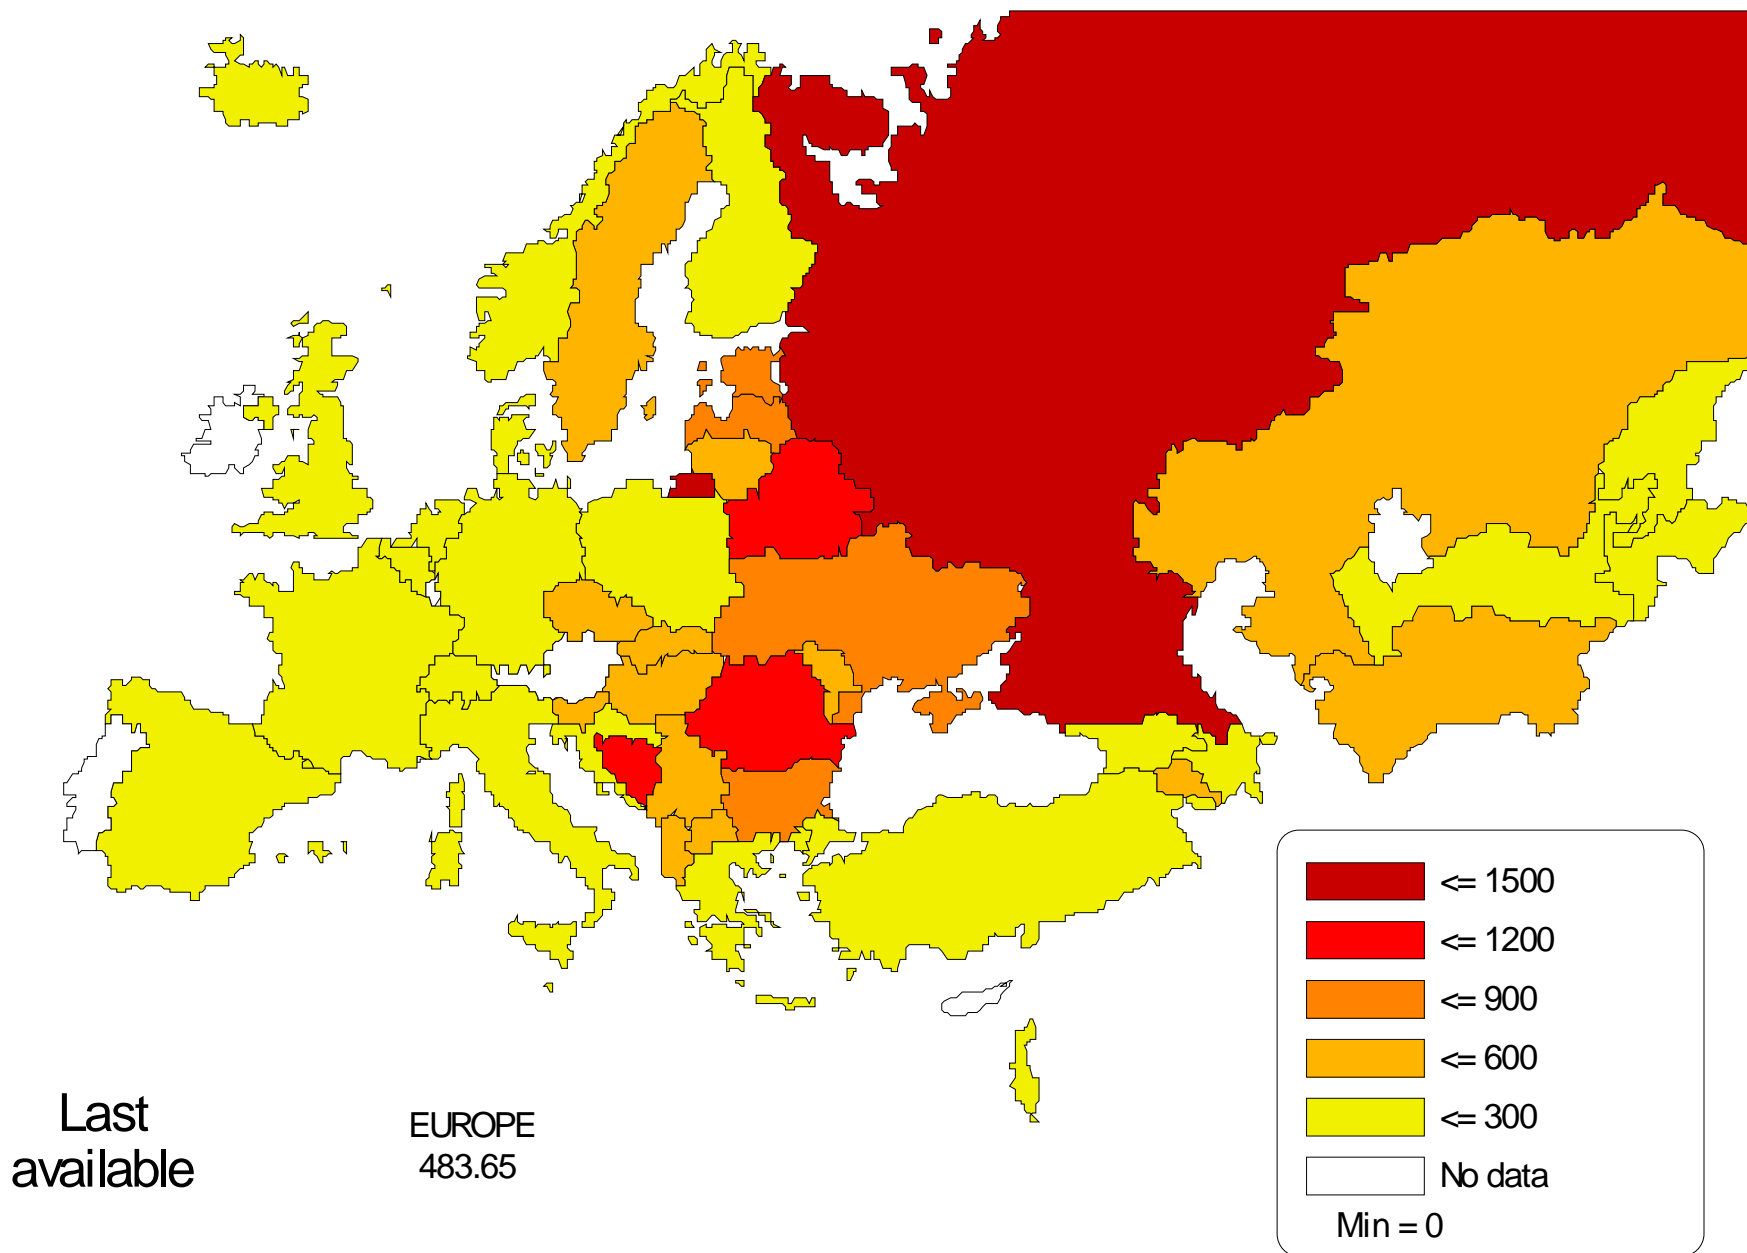 <= 1500
<= 1200
<= 900
<= 600
<= 300
No data
Min = 0
Last
available
EUROPE
483.65